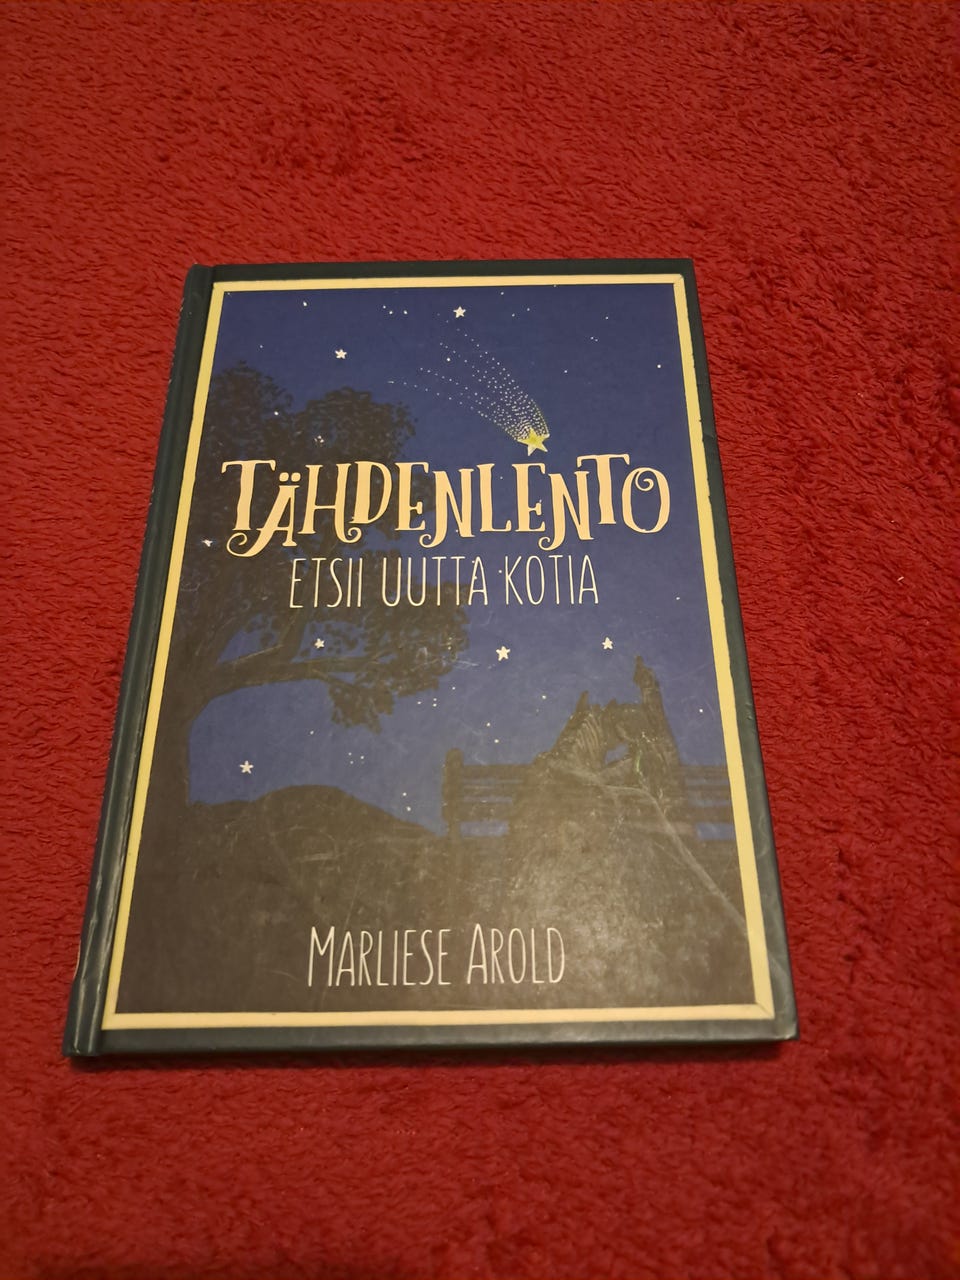 TÄHDENLENTO
ETSII UUTTA KOTIA
MARLIESE AROLD